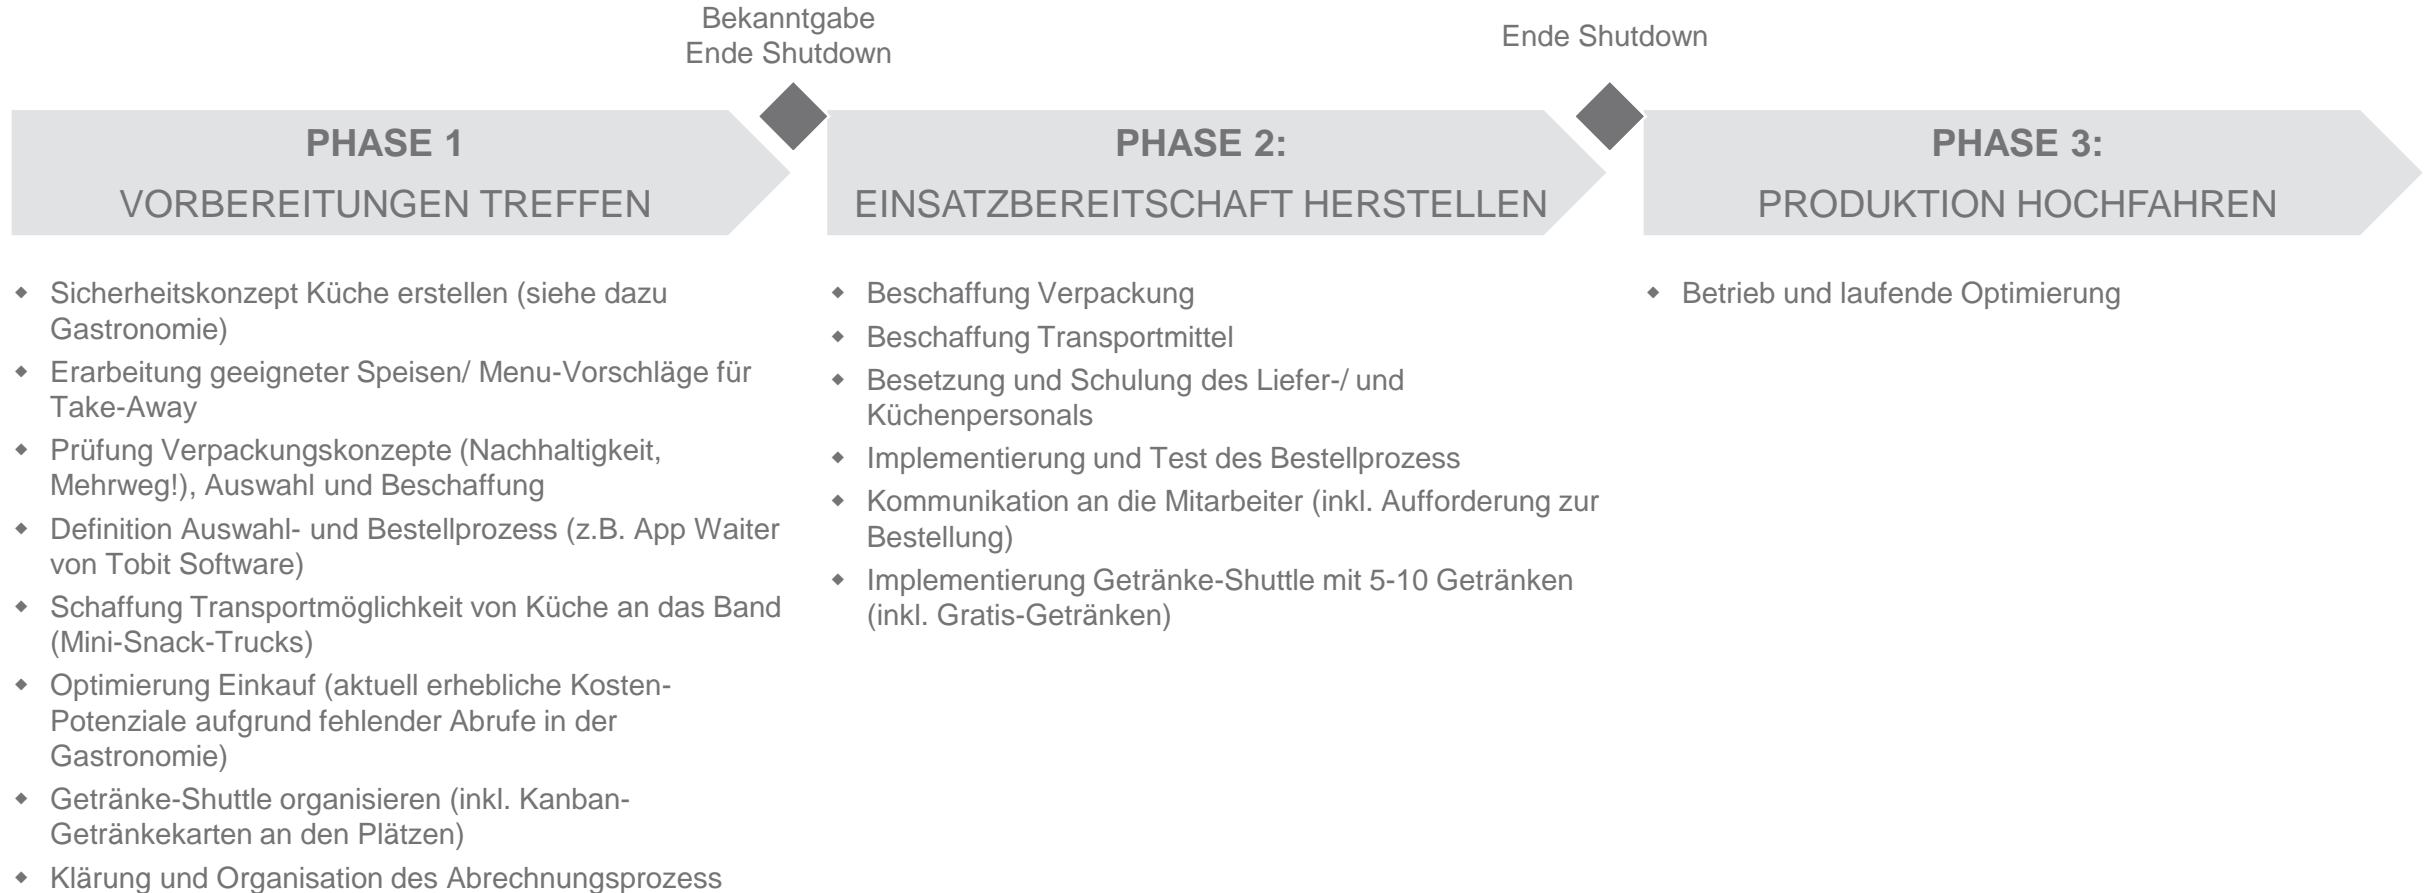 Bekanntgabe
Ende Shutdown
Ende Shutdown
PHASE 1
VORBEREITUNGEN TREFFEN
PHASE 2:
EINSATZBEREITSCHAFT HERSTELLEN
PHASE 3:
PRODUKTION HOCHFAHREN
Sicherheitskonzept Küche erstellen (siehe dazu
Gastronomie)
Erarbeitung geeigneter Speisen/ Menu-Vorschläge für
Take-Away
Prüfung Verpackungskonzepte (Nachhaltigkeit,
Mehrweg!), Auswahl und Beschaffung
Definition Auswahl- und Bestellprozess (z.B. App Waiter
von Tobit Software)
Schaffung Transportmöglichkeit von Küche an das Band
(Mini-Snack-Trucks)
Optimierung Einkauf (aktuell erhebliche Kosten-
Potenziale aufgrund fehlender Abrufe in der
Gastronomie)
Getränke-Shuttle organisieren (inkl. Kanban-
Getränkekarten an den Plätzen)
Klärung und Organisation des Abrechnungsprozess
Beschaffung Verpackung
Beschaffung Transportmittel
Besetzung und Schulung des Liefer-/ und
Küchenpersonals
Implementierung und Test des Bestellprozess
Kommunikation an die Mitarbeiter (inkl. Aufforderung zur
Bestellung)
Implementierung Getränke-Shuttle mit 5-10 Getränken
(inkl. Gratis-Getränken)
Betrieb und laufende Optimierung